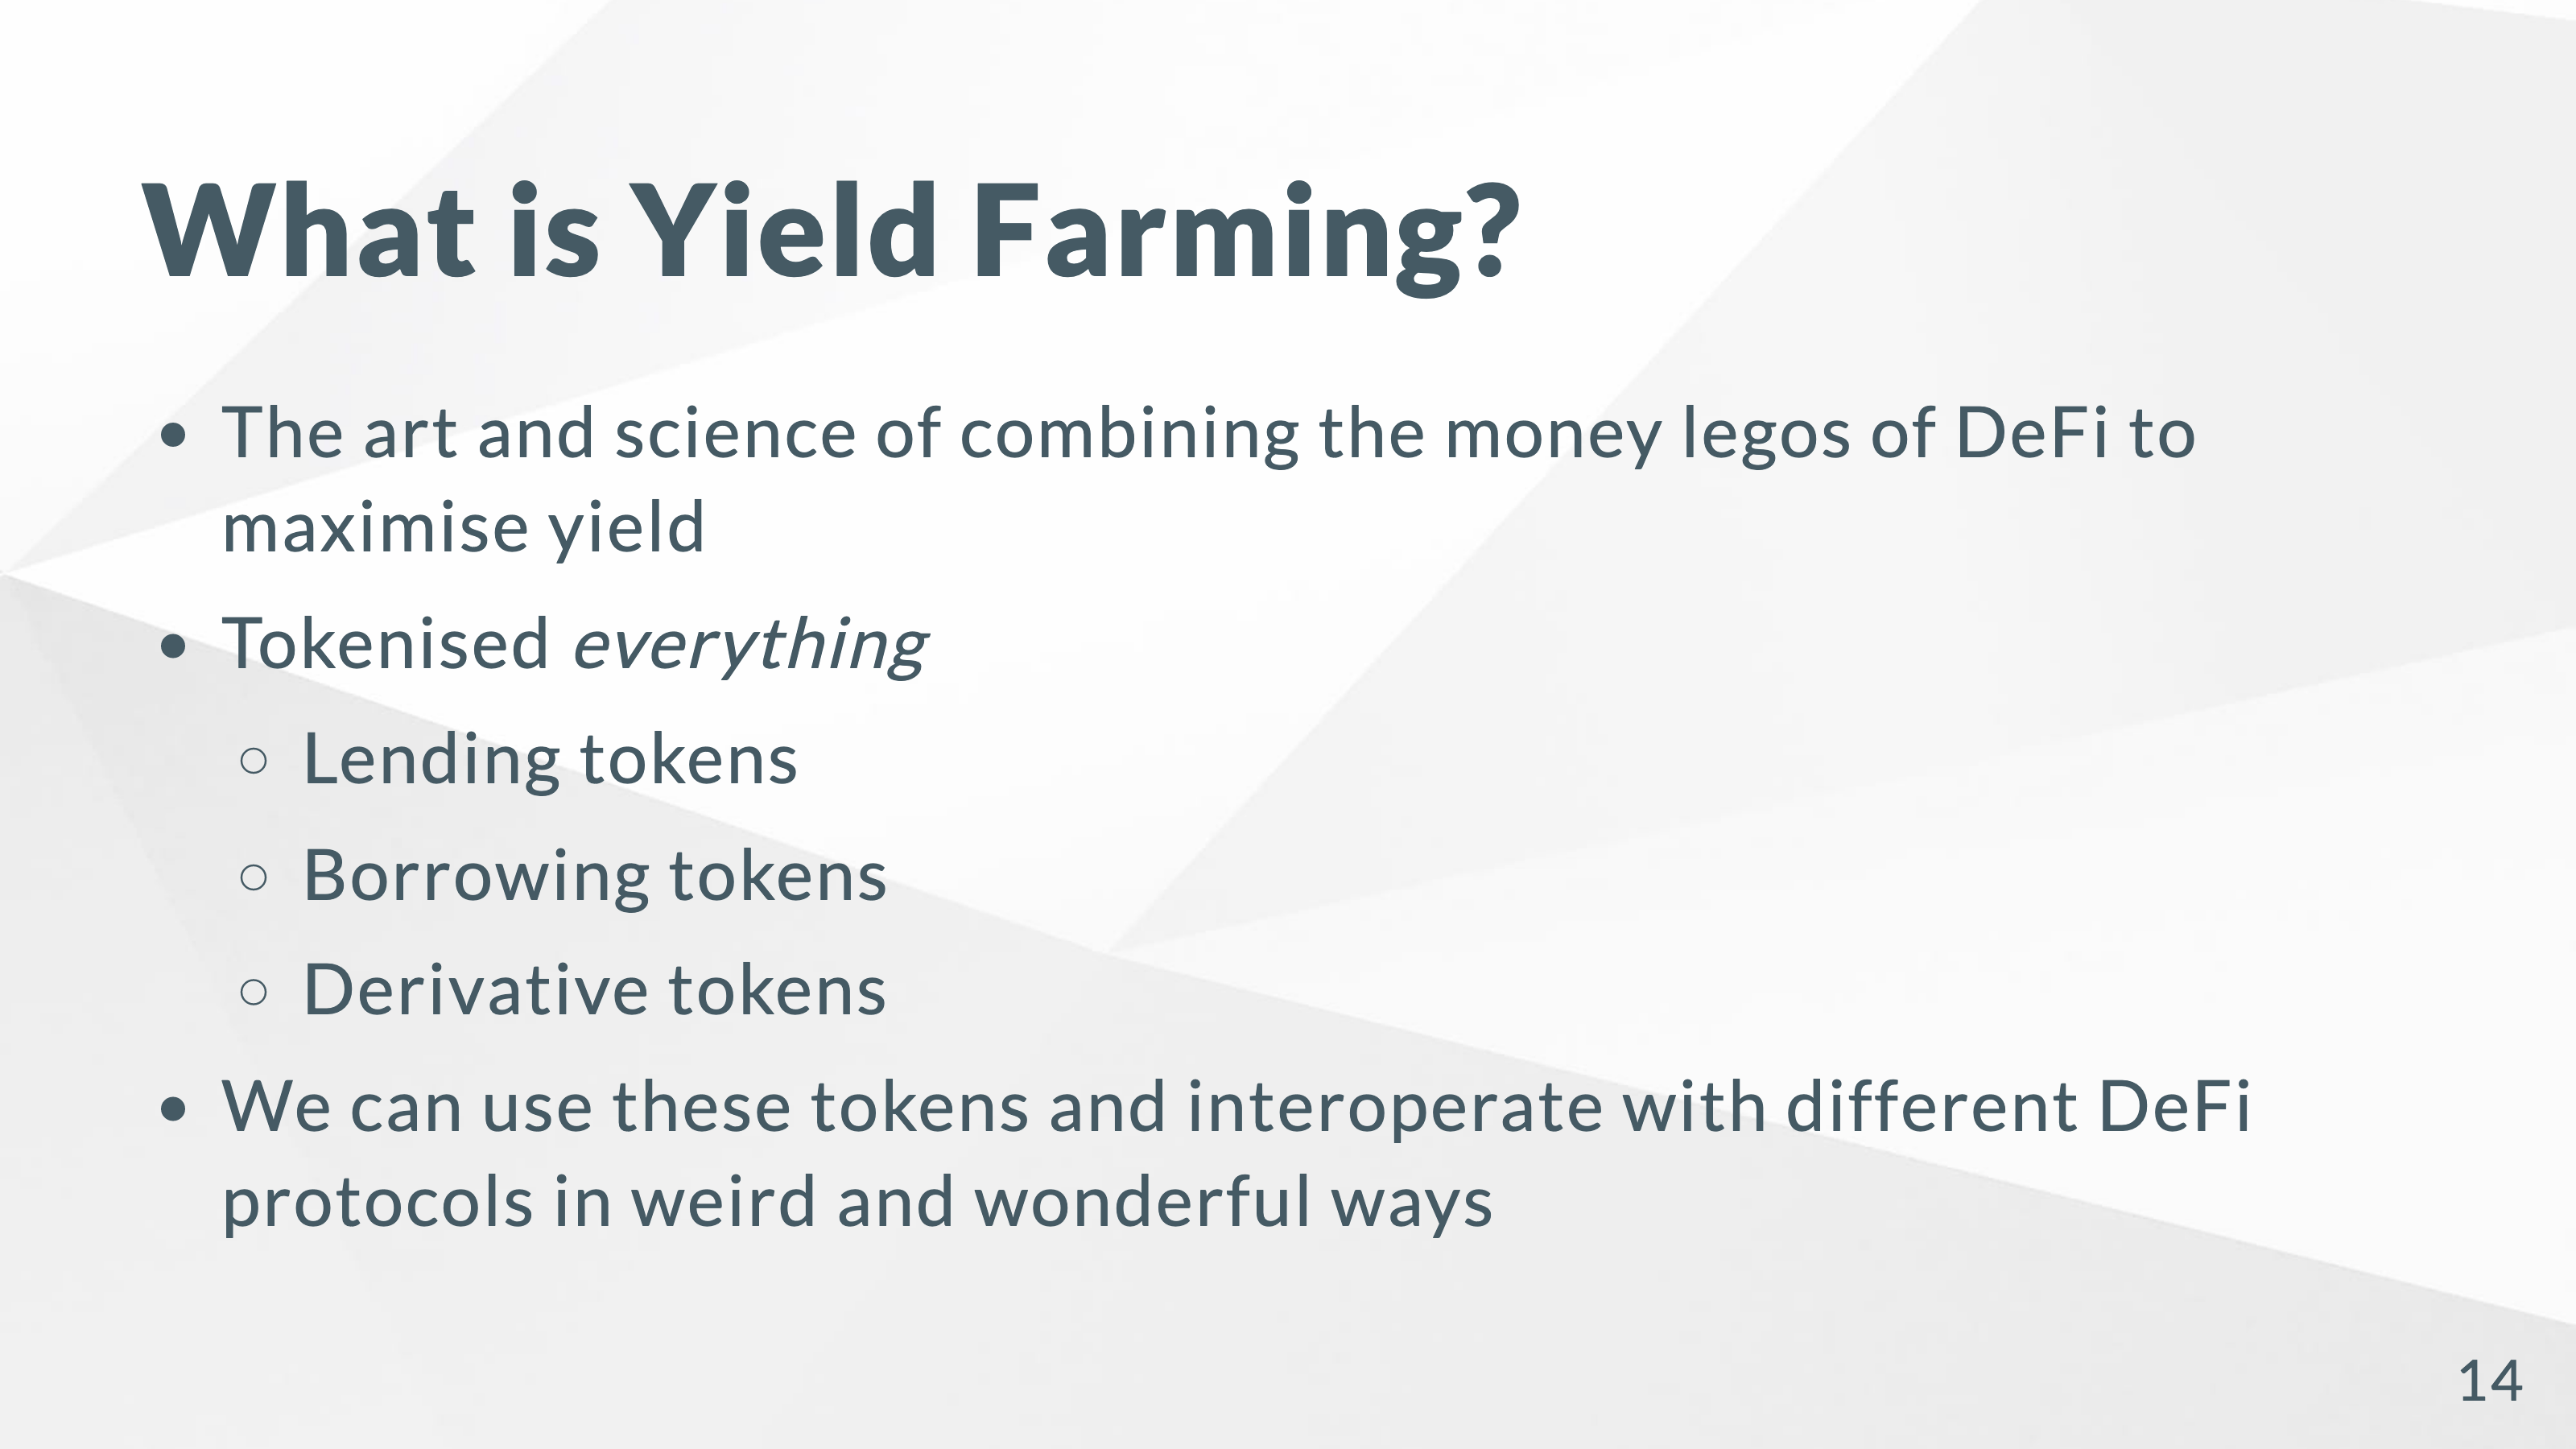 What is Yield Farming?
• The art and science of combining the money legos of DeFi to
maximise yield
• Tokenised everything
○ Lending tokens
○ Borrowing tokens
○ Derivative tokens
• We can use these tokens and interoperate with different DeFi
protocols in weird and wonderful ways
14